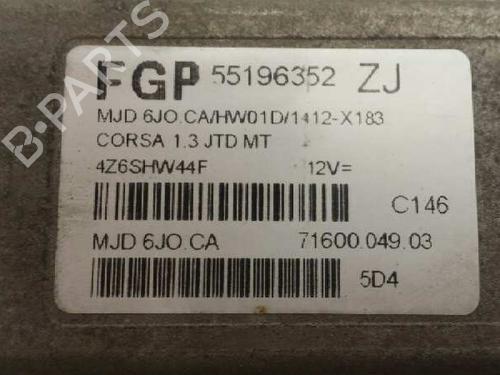 FGP 55196352 ZJ
MJD 6JO.CA/HW01D/1412-X183
CORSA 1.3 JTD MT
4Z6SHW44F 12V=
C146
MJD 6JO.CA 71600.049.03
5D4
B-Parts